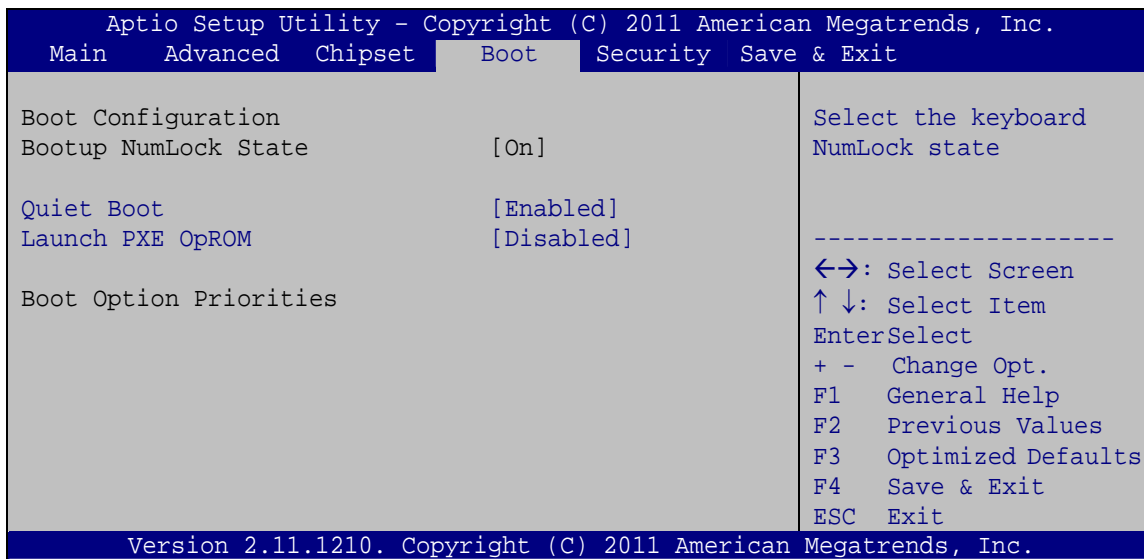 Aptio Setup Utility – Copyright (C) 2011 American Megatrends, Inc.
Main Advanced Chipset Boot Security Save & Exit
Boot Configuration
Bootup NumLock State [On]
Quiet Boot [Enabled]
Launch PXE OpROM [Disabled]
Boot Option Priorities
Select the keyboard
NumLock state
---------------------
←→: Select Screen
↑ ↓: Select Item
EnterSelect
+ - Change Opt.
F1 General Help
F2 Previous Values
F3 Optimized Defaults
F4 Save & Exit
ESC Exit
Version 2.11.1210. Copyright (C) 2011 American Megatrends, Inc.